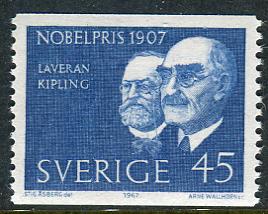 NOBELPRIS 1907
LAVERAN
KIPLING
SVERIGE 45
STIG ÅSBERG del. 1967 ARNE WALLHORN sc.